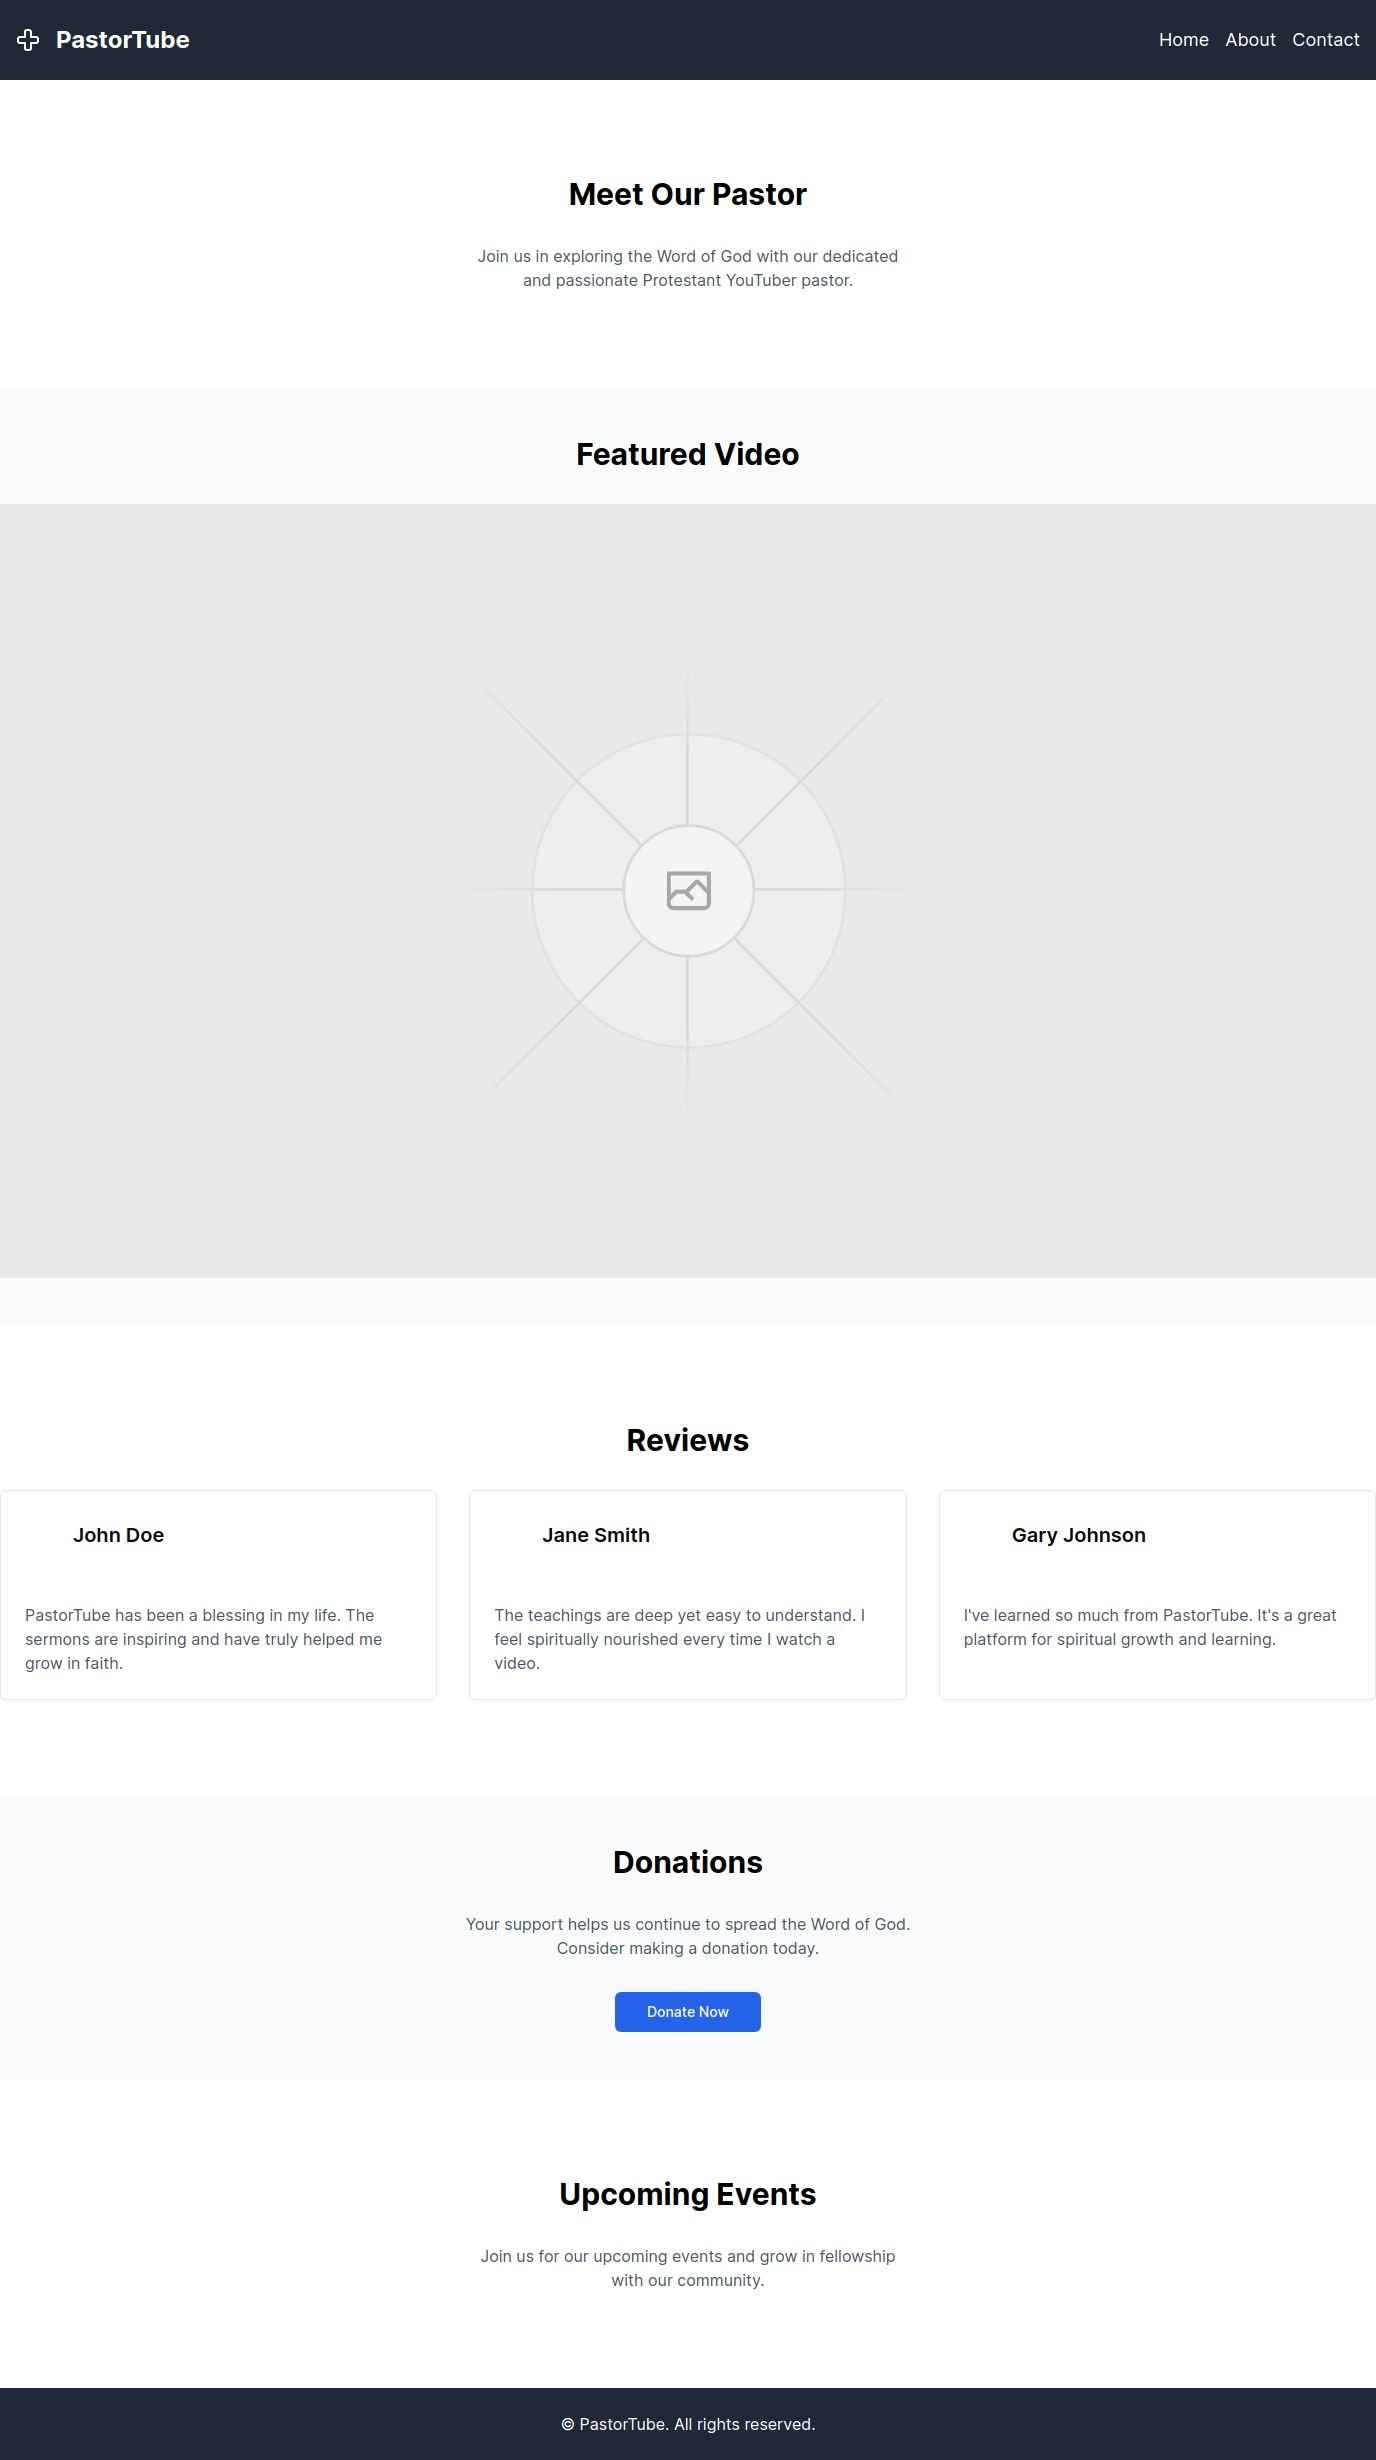 PastorTube
Home About Contact
Meet Our Pastor
Join us in exploring the Word of God with our dedicated
and passionate Protestant YouTuber pastor.
Featured Video
Reviews
John Doe
PastorTube has been a blessing in my life. The
sermons are inspiring and have truly helped me
grow in faith.
Jane Smith
The teachings are deep yet easy to understand. I
feel spiritually nourished every time I watch a
video.
Gary Johnson
I've learned so much from PastorTube. It's a great
platform for spiritual growth and learning.
Donations
Your support helps us continue to spread the Word of God.
Consider making a donation today.
Donate Now
Upcoming Events
Join us for our upcoming events and grow in fellowship
with our community.
© PastorTube. All rights reserved.